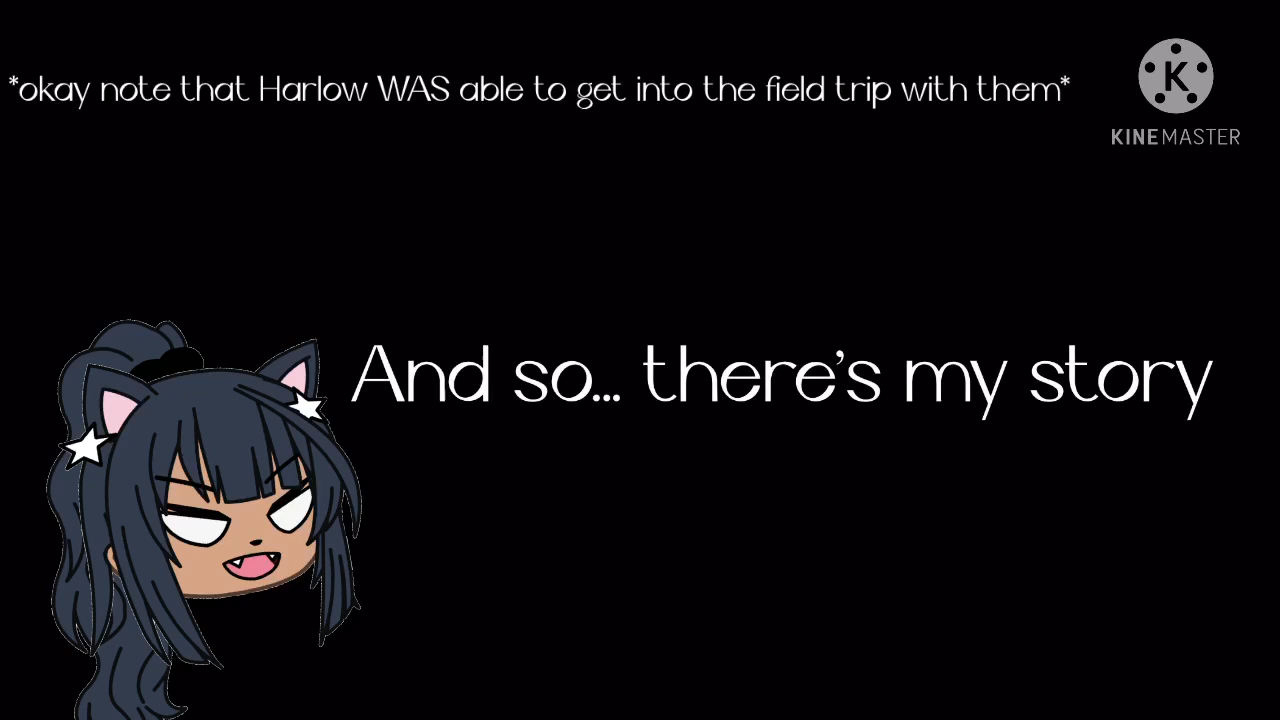 *okay note that Harlow WAS able to get into the field trip with them*
K
KINEMASTER
And so... there's my story